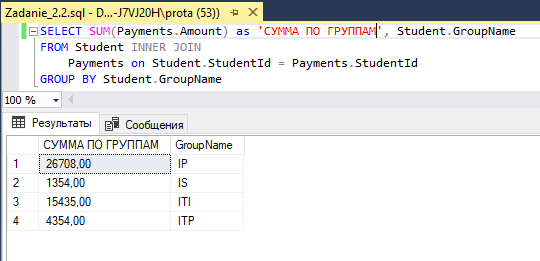 Zadanie_2.2.sql - D...-J7VJ20H\prota (53))
SELECT SUM(Payments.Amount) as 'СУММА ПО ГРУППАМ', Student.GroupName
FROM Student INNER JOIN
Payments on Student.StudentId = Payments.StudentId
GROUP BY Student.GroupName
100 %
Результаты Сообщения
СУММА ПО ГРУППАМ GroupName
1 26708,00 IP
2 1354,00 IS
3 15435,00 ITI
4 4354,00 ITP